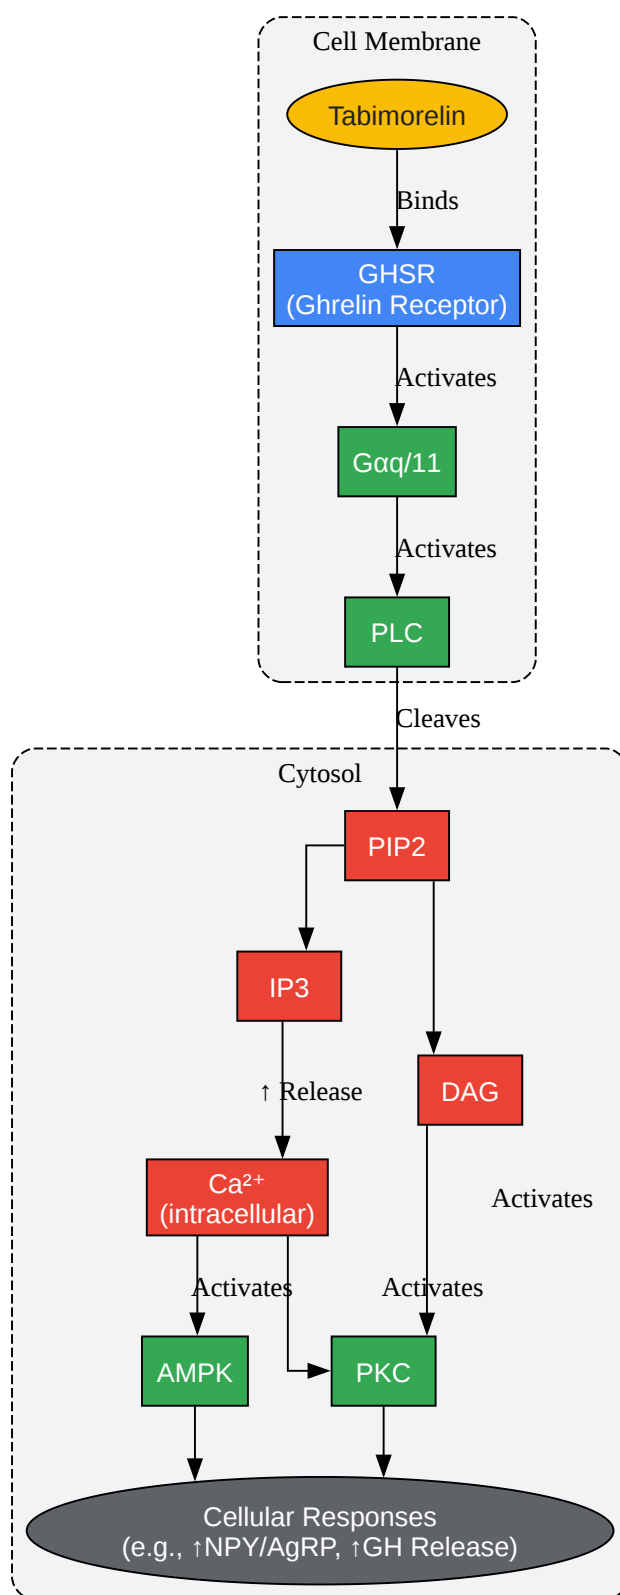 Cell Membrane
Tabimorelin
Binds
GHSR
(Ghrelin Receptor)
Activates
Gαq/11
Activates
PLC
Cleaves
Cytosol
PIP2
IP3
↑ Release
DAG
Ca²⁺
(intracellular)
Activates
Activates
Activates
AMPK
PKC
Cellular Responses
(e.g., ↑NPY/AgRP, ↑GH Release)